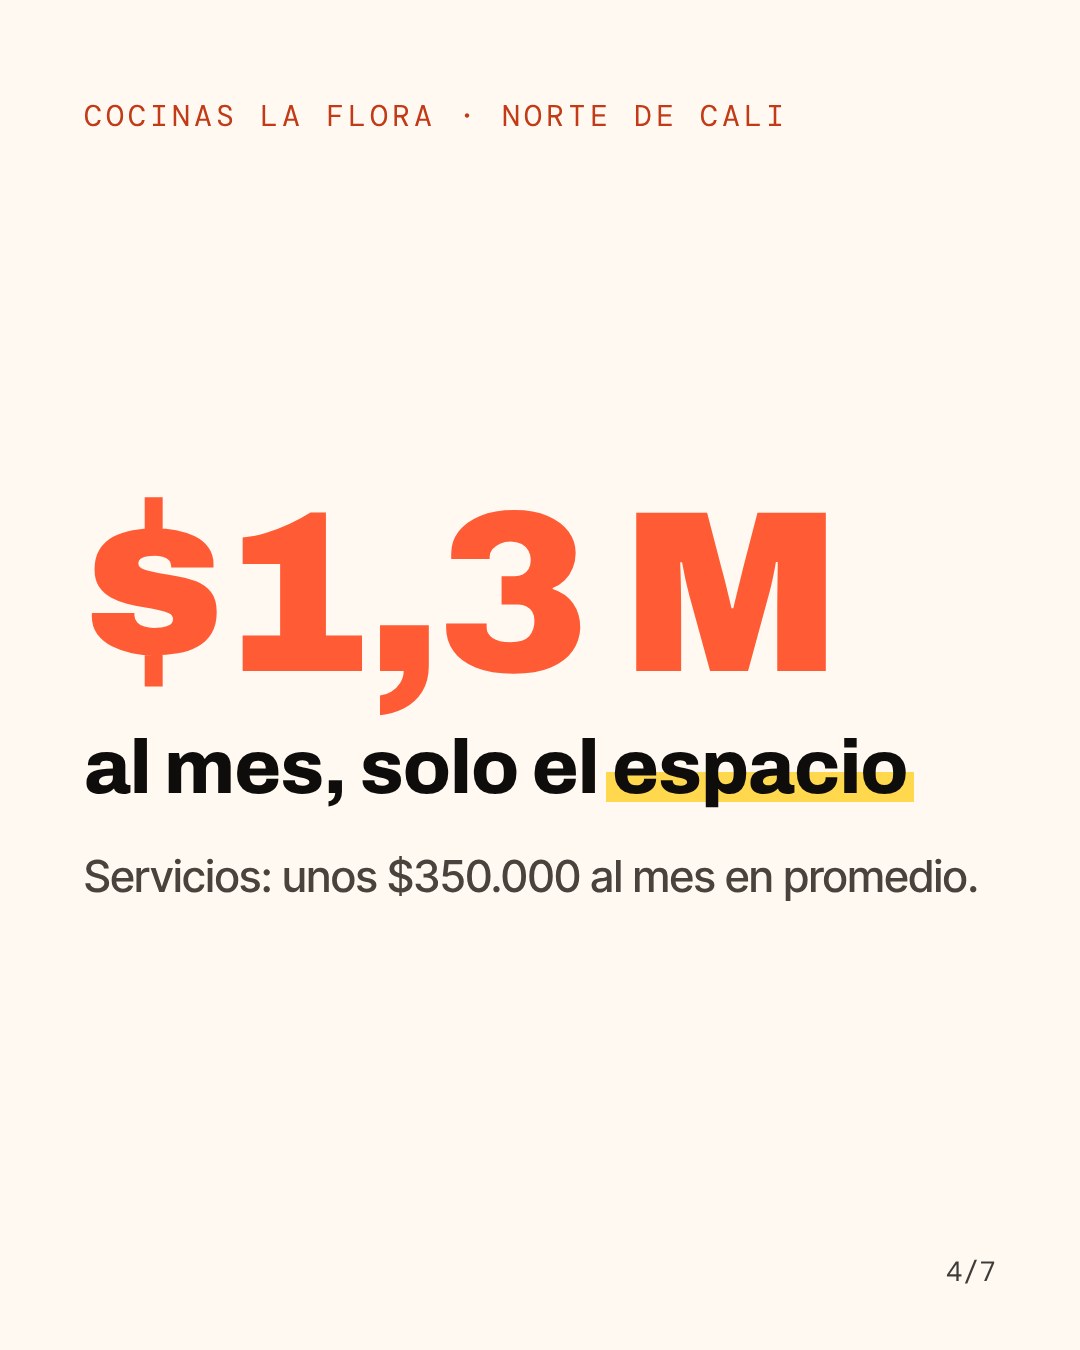 COCINAS LA FLORA · NORTE DE CALI
$1,3 M
al mes, solo el espacio
Servicios: unos $350.000 al mes en promedio.
4/7